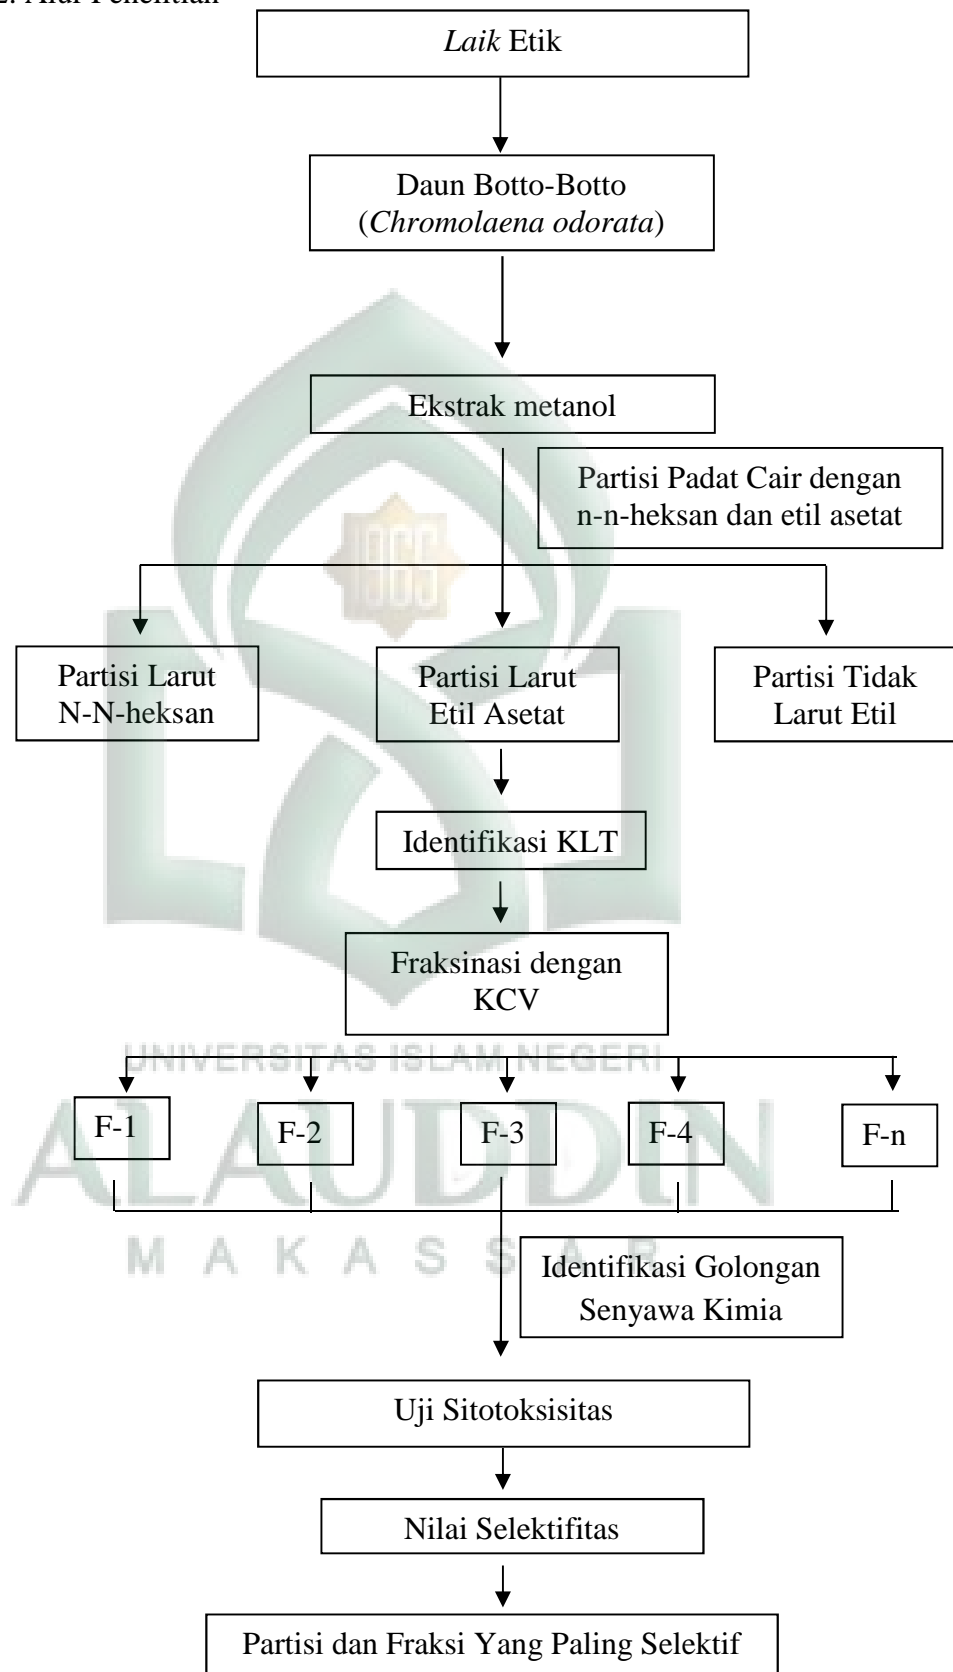 2. Alur Penelitian
Laik Etik
Daun Botto-Botto
(Chromolaena odorata)
Ekstrak metanol
Partisi Padat Cair dengan
n-n-heksan dan etil asetat
1965
Partisi Larut
N-N-heksan
Partisi Larut
Etil Asetat
Partisi Tidak
Larut Etil
Identifikasi KLT
Fraksinasi dengan
KCV
UNIVERSITAS ISLAM NEGERI
F-1
F-2
F-3
F-4
F-n
ALAUDDIN
MAKASSAR
Identifikasi Golongan
Senyawa Kimia
Uji Sitotoksisitas
Nilai Selektifitas
Partisi dan Fraksi Yang Paling Selektif